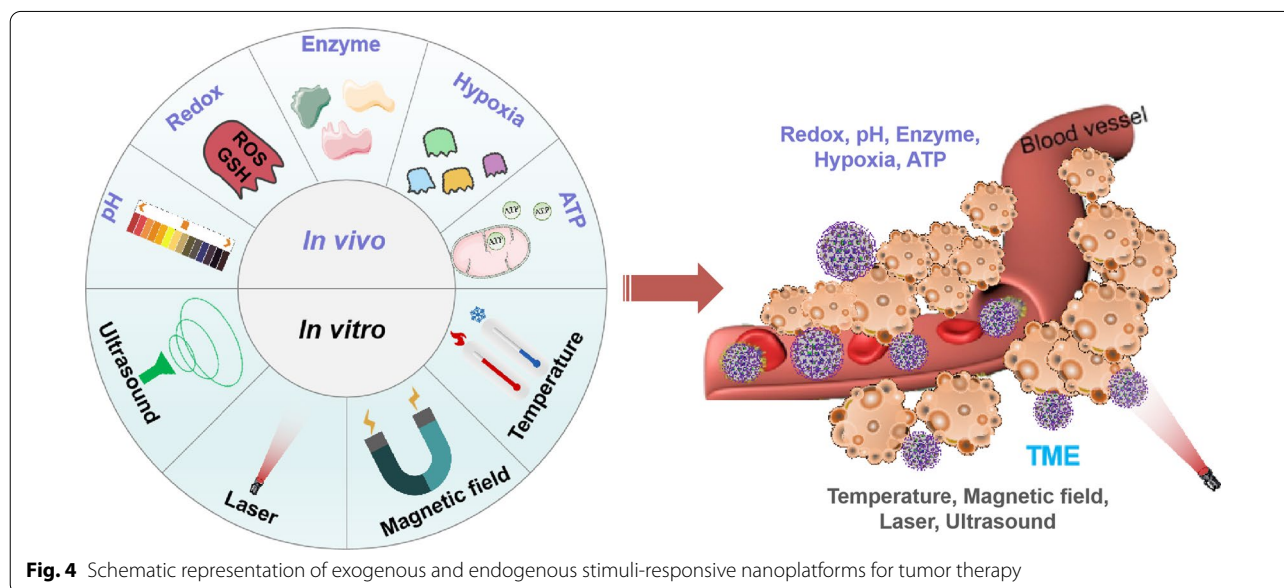 Enzyme
Redox
Hypoxia
ROS
GSH
pH
ATP
ATP
ATP
ATP
In vivo
In vitro
Ultrasound
Temperature
Laser
Magnetic field
Redox, pH, Enzyme,
Hypoxia, ATP
Blood vessel
TME
Temperature, Magnetic field,
Laser, Ultrasound
Fig. 4 Schematic representation of exogenous and endogenous stimuli-responsive nanoplatforms for tumor therapy